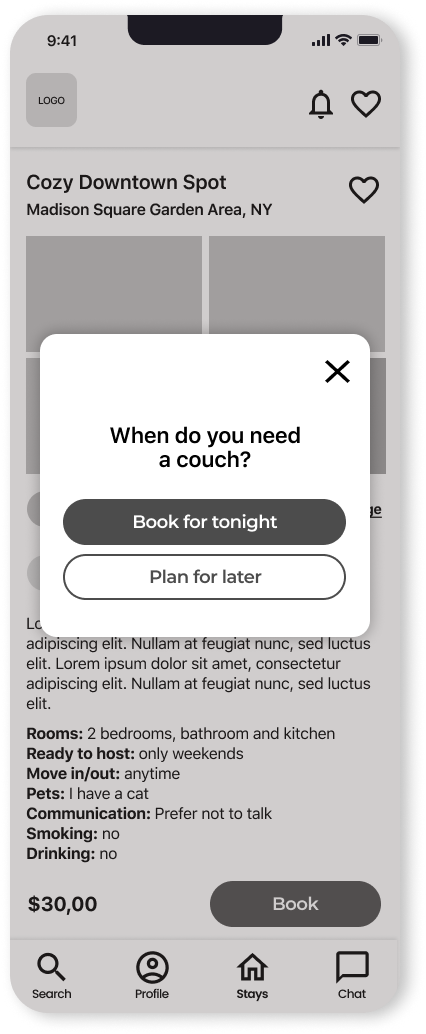 9:41
LOGO
Cozy Downtown Spot
Madison Square Garden Area, NY
When do you need
a couch?
Book for tonight
Plan for later
adipiscing elit. Nullam at feugiat nunc, sed luctus
elit. Lorem ipsum dolor sit amet, consectetur
adipiscing elit. Nullam at feugiat nunc, sed luctus
elit.
Rooms: 2 bedrooms, bathroom and kitchen
Ready to host: only weekends
Move in/out: anytime
Pets: I have a cat
Communication: Prefer not to talk
Smoking: no
Drinking: no
$30,00
Book
Search
Profile
Stays
Chat